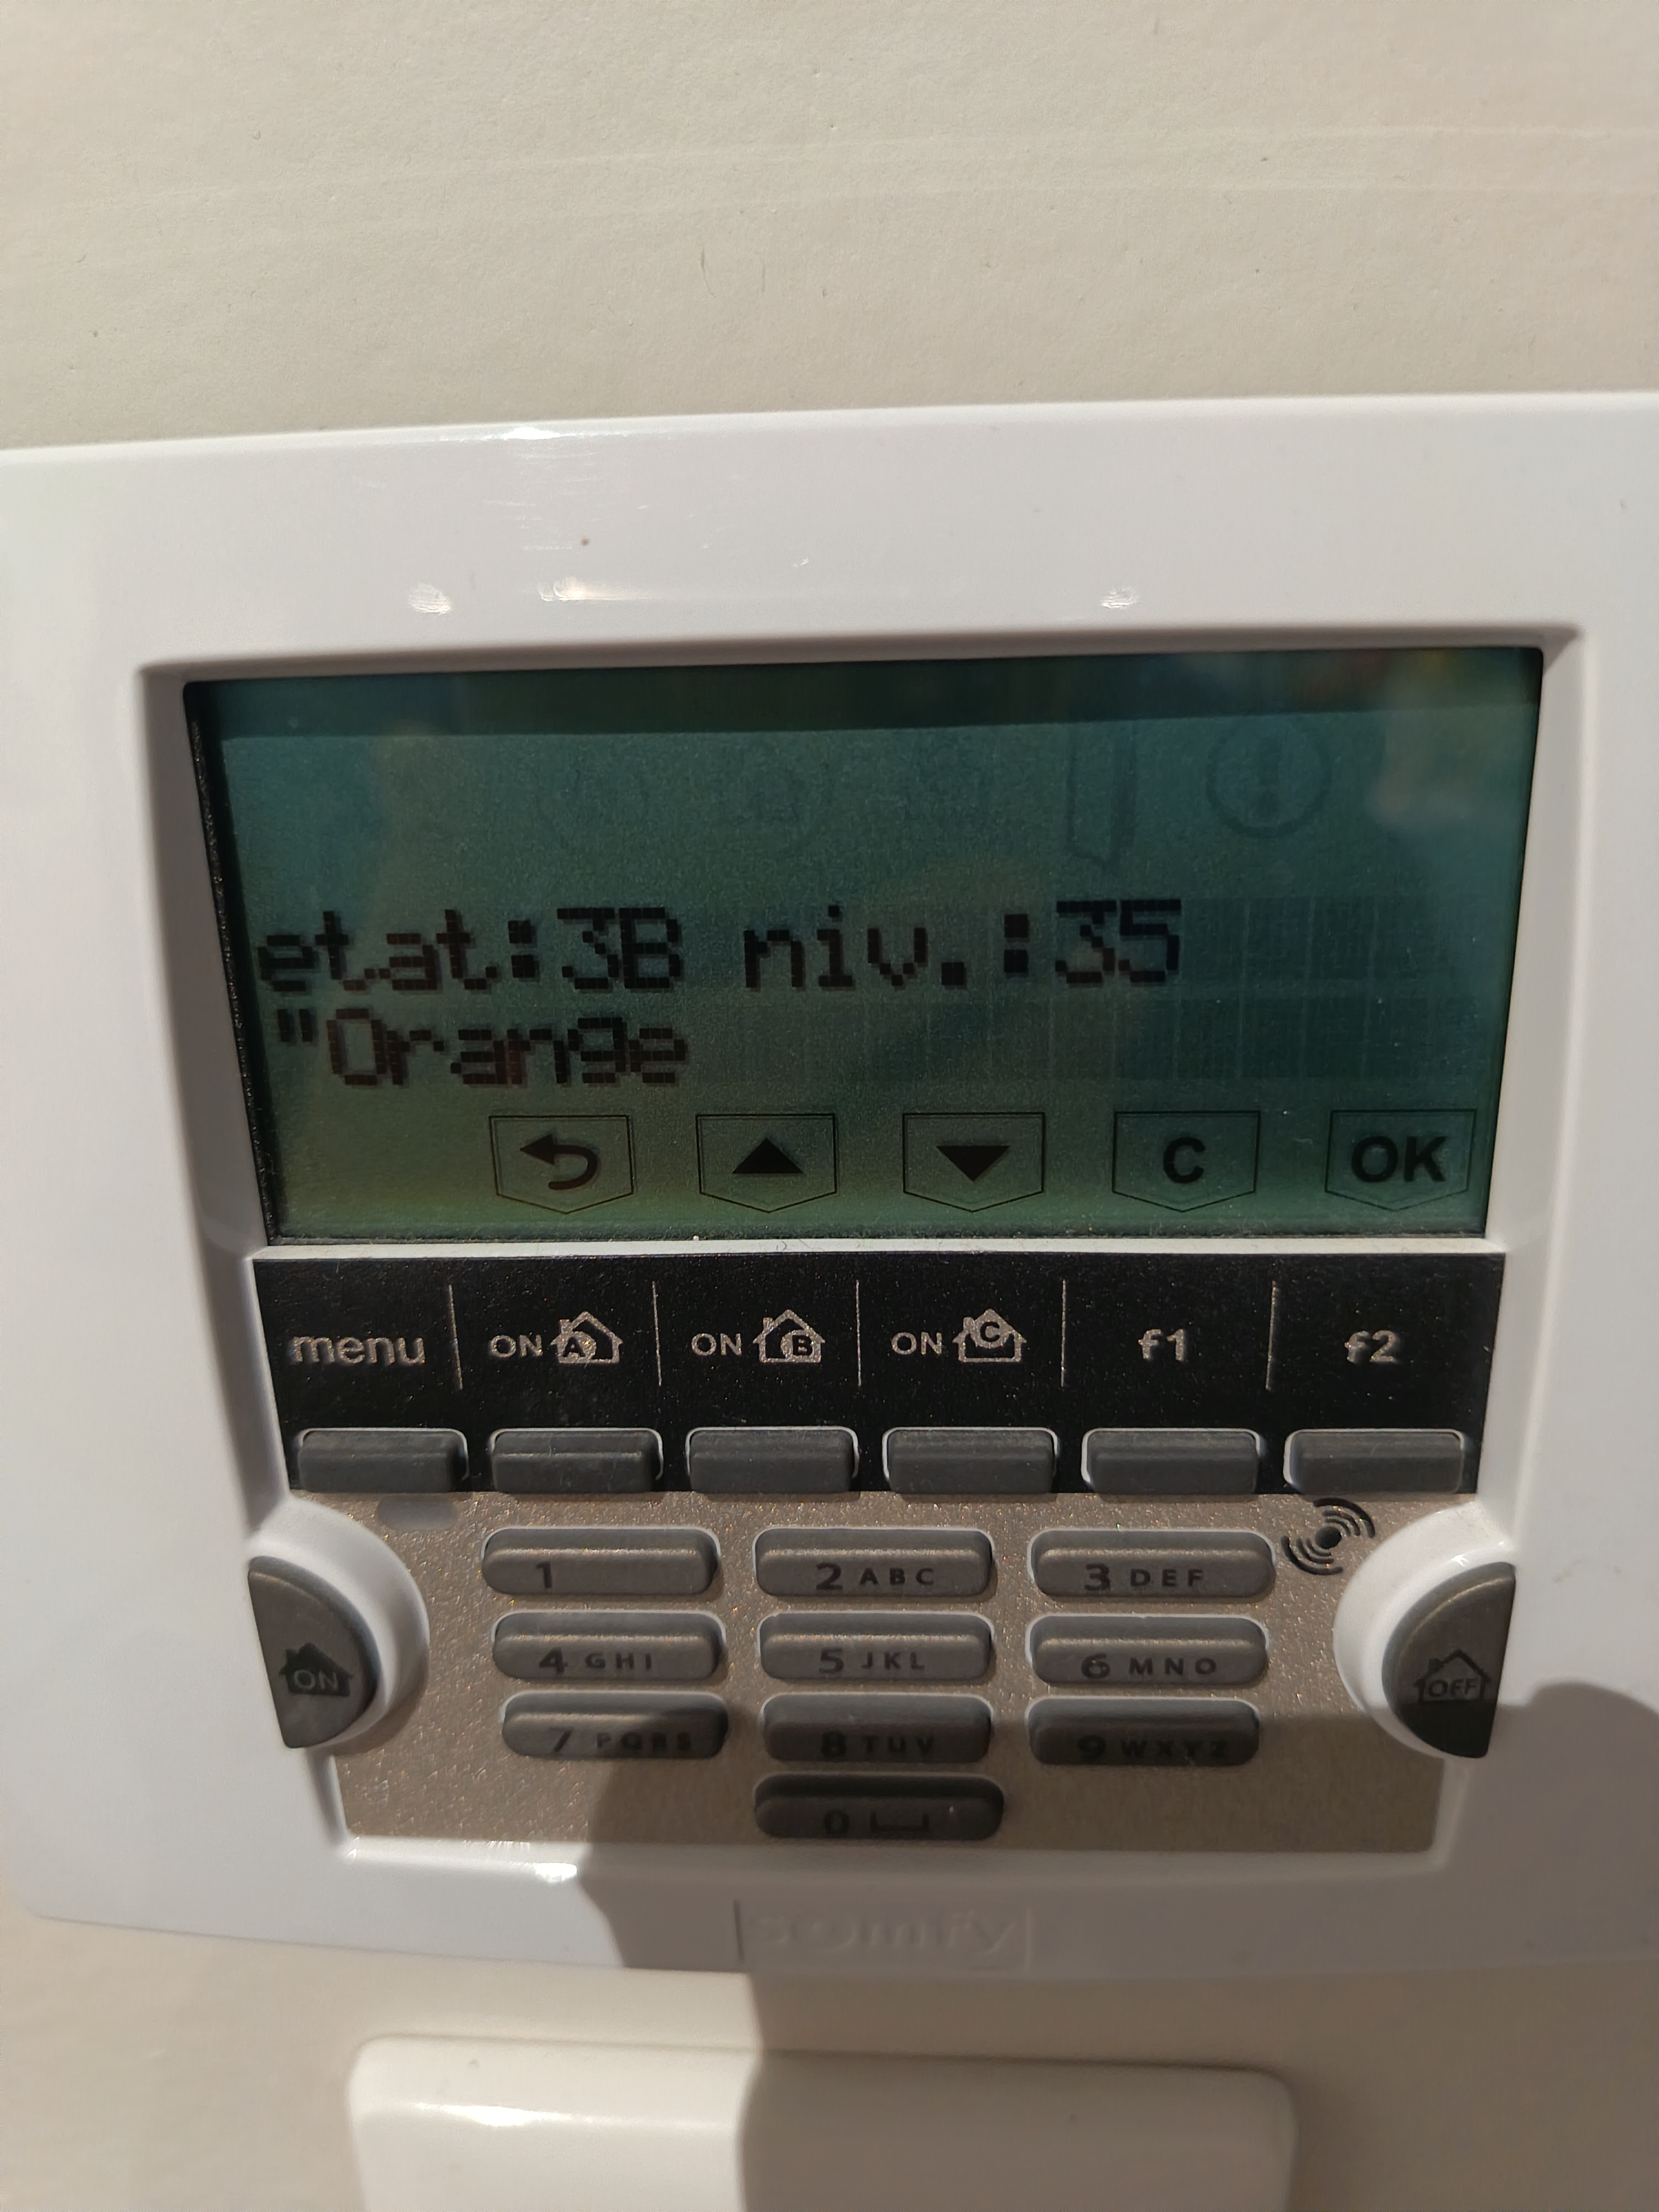 etat:3B niv.:35
"Orange
C OK
menu ON A ON B ON C f1 f2
1 2 ABC 3 DEF
ON 4 GHI 5 JKL 6 MNO OFF
7 PQRS 8 TUV 9 WXYZ
0
somfy